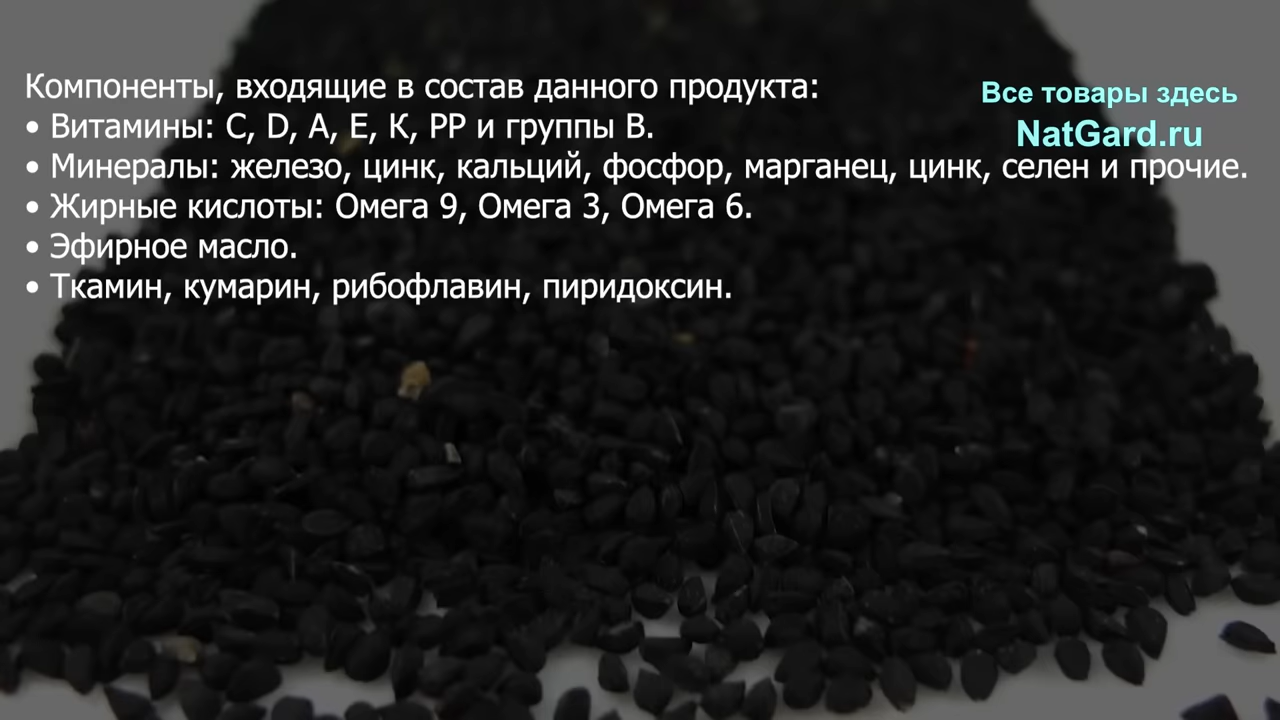 Компоненты, входящие в состав данного продукта:
• Витамины: C, D, A, E, К, PP и группы B.
• Минералы: железо, цинк, кальций, фосфор, марганец, цинк, селен и прочие.
• Жирные кислоты: Омега 9, Омега 3, Омега 6.
• Эфирное масло.
• Ткамин, кумарин, рибофлавин, пиридоксин.
Все товары здесь
NatGard.ru